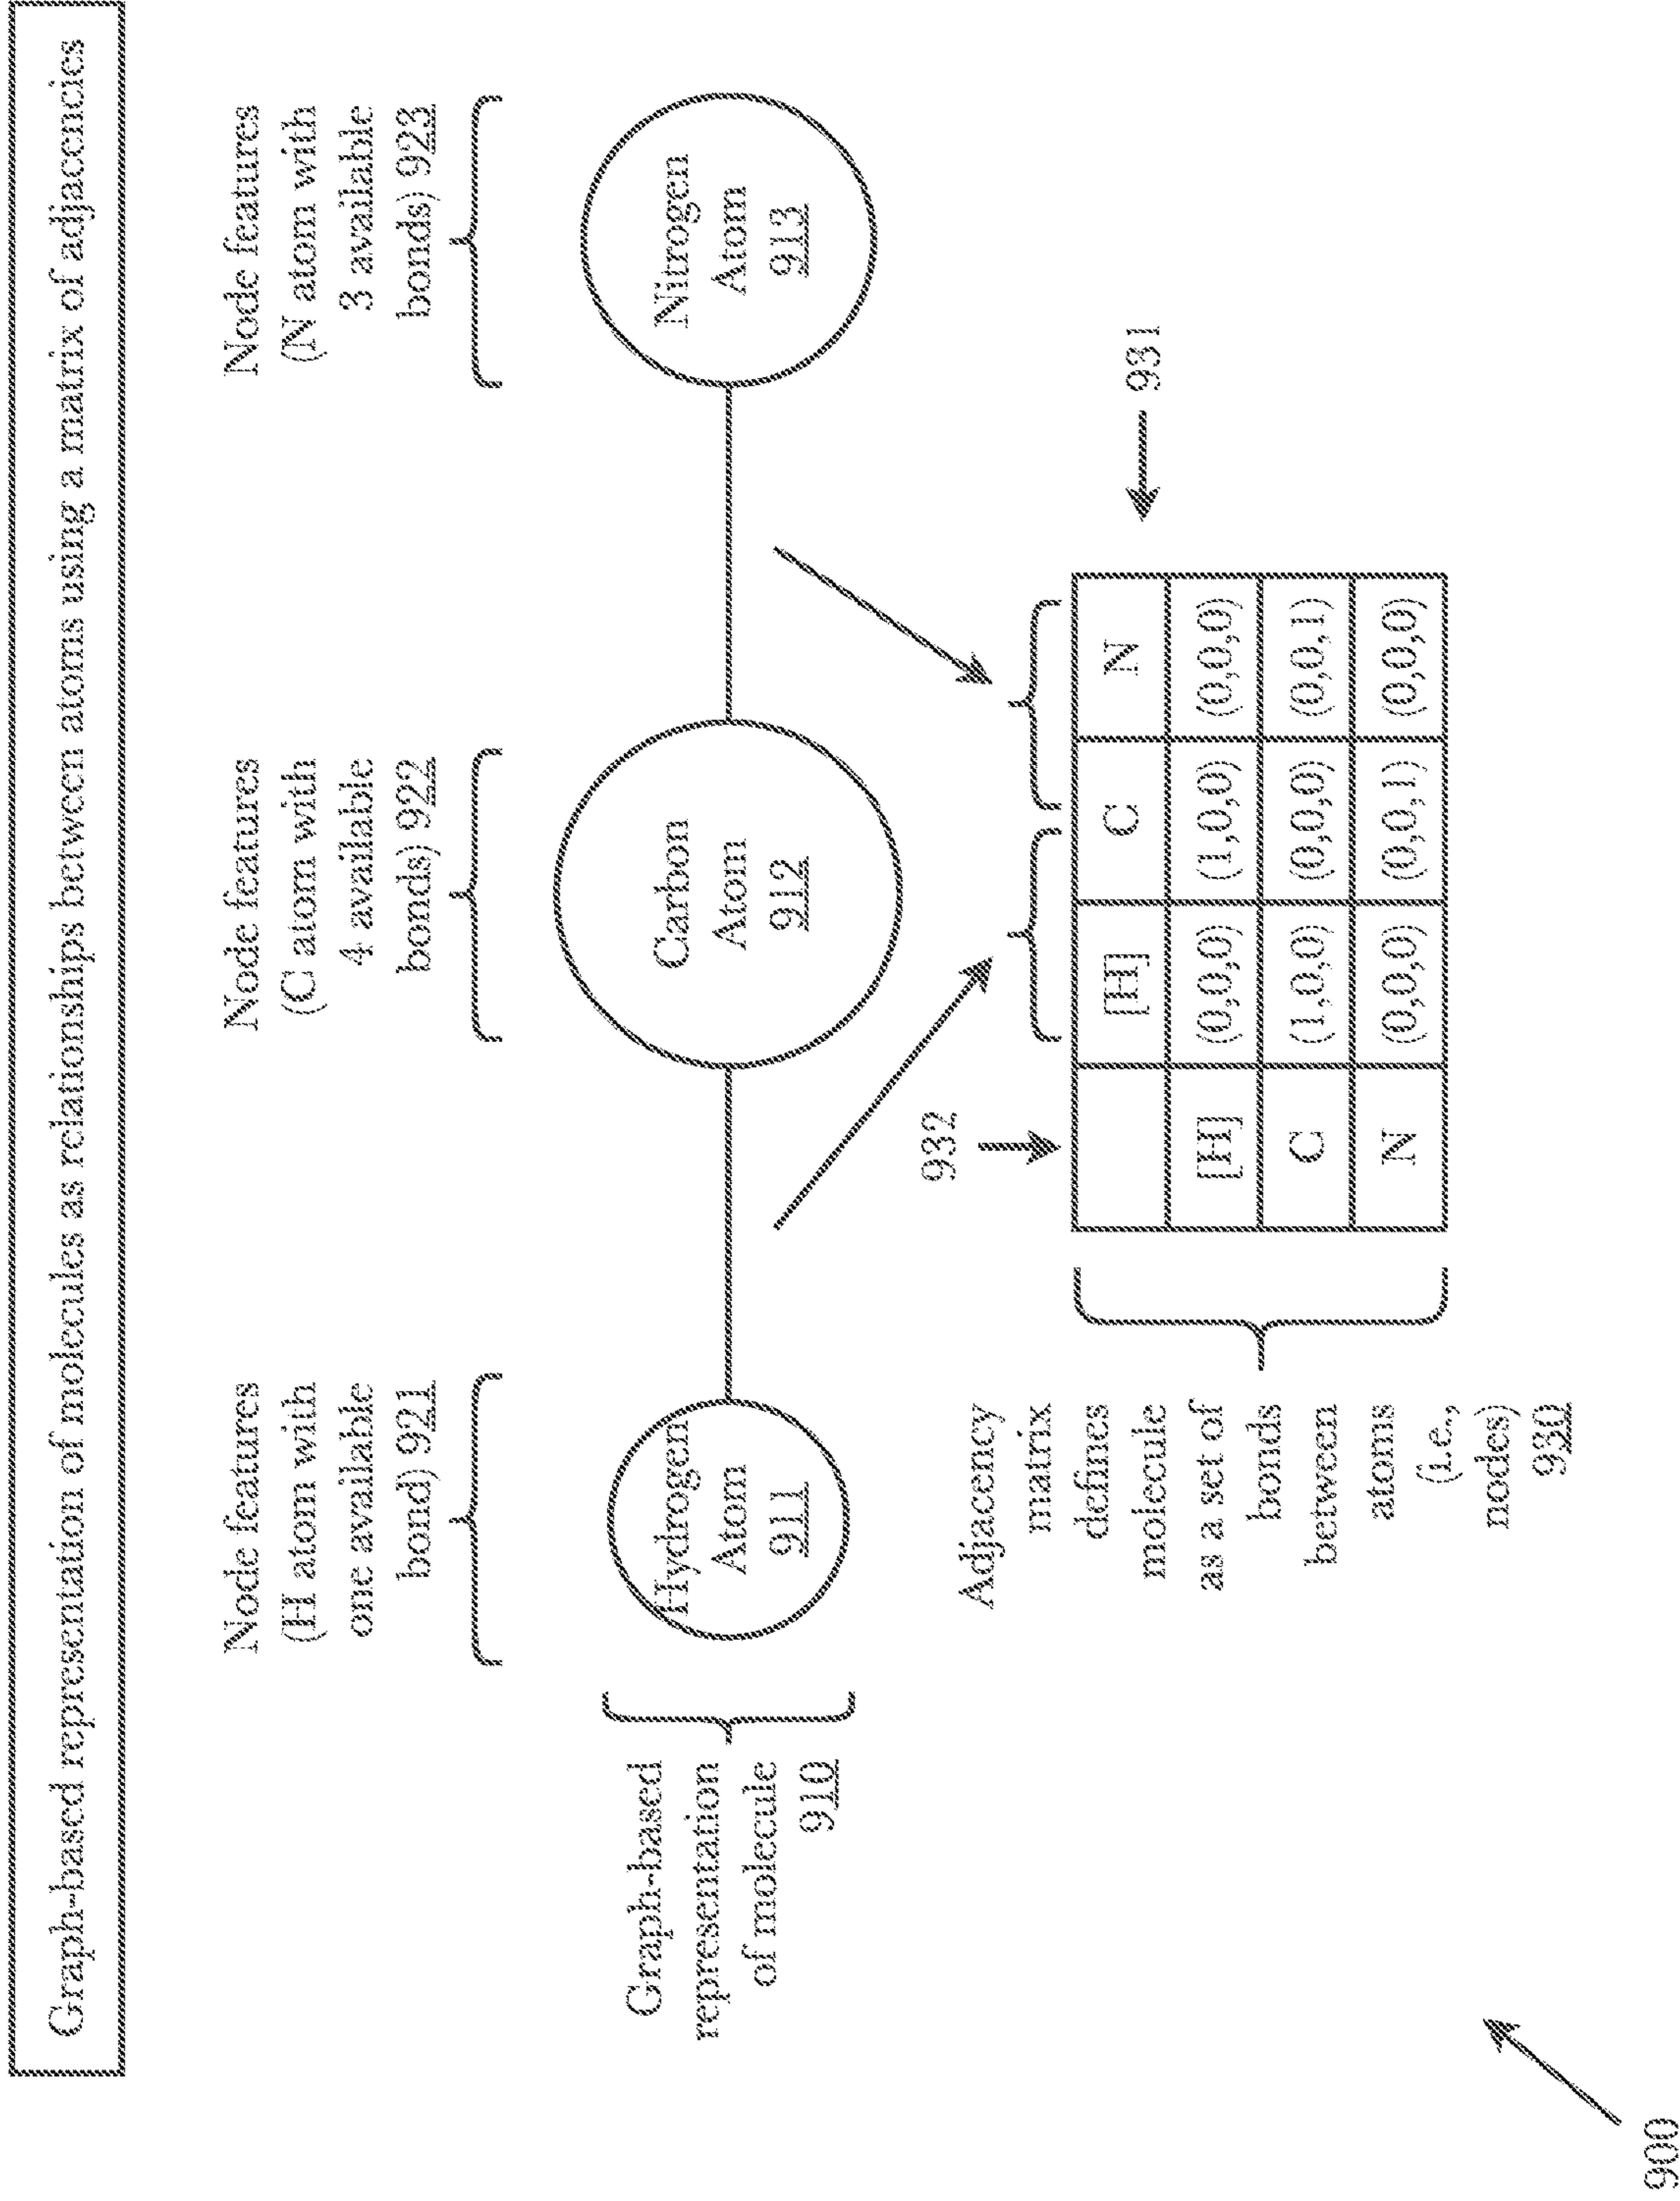 Graph-based representation of molecules as relationships between atoms using a matrix of adjacencies
Node features
(H atom with
one available
bond) 921
Node features
(C atom with
4 available
bonds) 922
Node features
(N atom with
3 available
bonds) 923
Graph-based
representation
of molecule
910
Hydrogen
Atom
911
Carbon
Atom
912
Nitrogen
Atom
913
Adjacency
matrix
defines
molecule
as a set of
bonds
between
atoms
(i.e.,
nodes)
930
932
931
[H] C N
[H] (0,0,0) (1,0,0) (0,0,0)
C (1,0,0) (0,0,0) (0,0,1)
N (0,0,0) (0,0,1) (0,0,0)
900